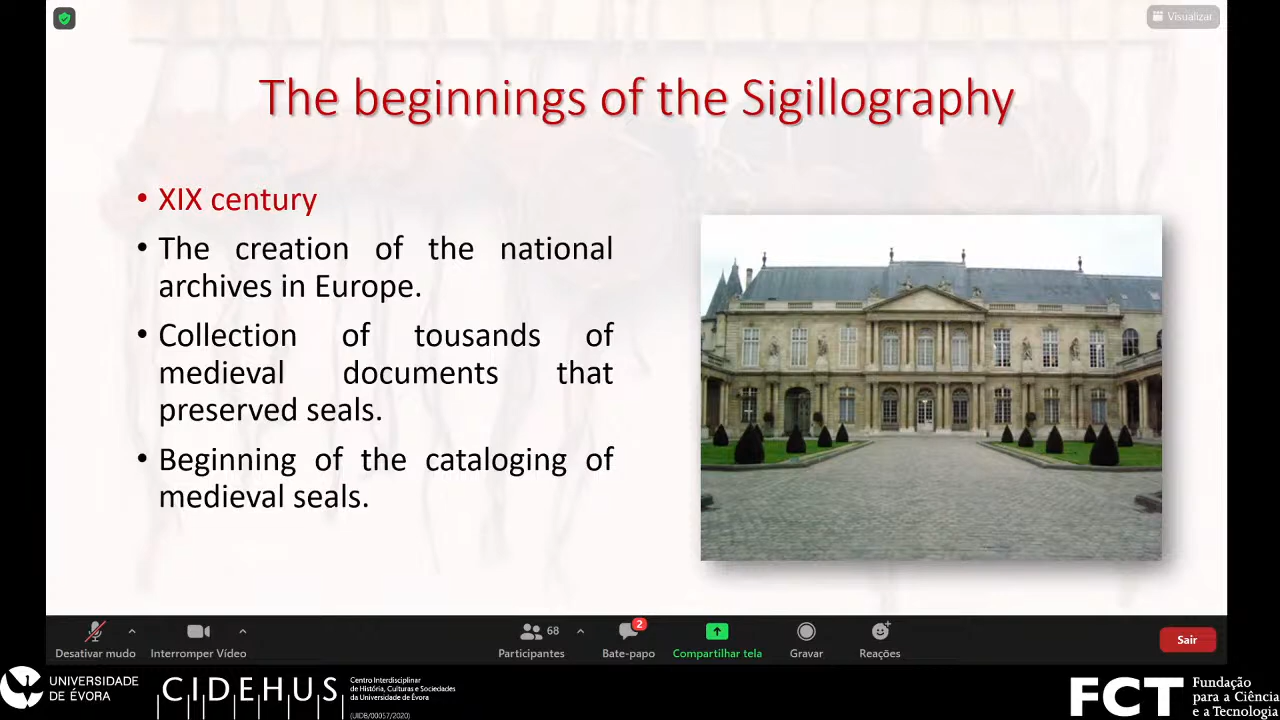 Visualizar
The beginnings of the Sigillography
• XIX century
• The creation of the national
archives in Europe.
• Collection of tousands of
medieval documents that
preserved seals.
• Beginning of the cataloging of
medieval seals.
68
2
Desativar mudo
Interromper Vídeo
Participantes
Bate-papo
Compartilhar tela
Gravar
Reações
Sair
UNIVERSIDADE
DE ÉVORA
CIDEHUS
Centro Interdisciplinar
de História, Culturas e Sociedades
da Universidade de Évora
(UIDB/00057/2020)
FCT
Fundação
para a Ciência
e a Tecnologia